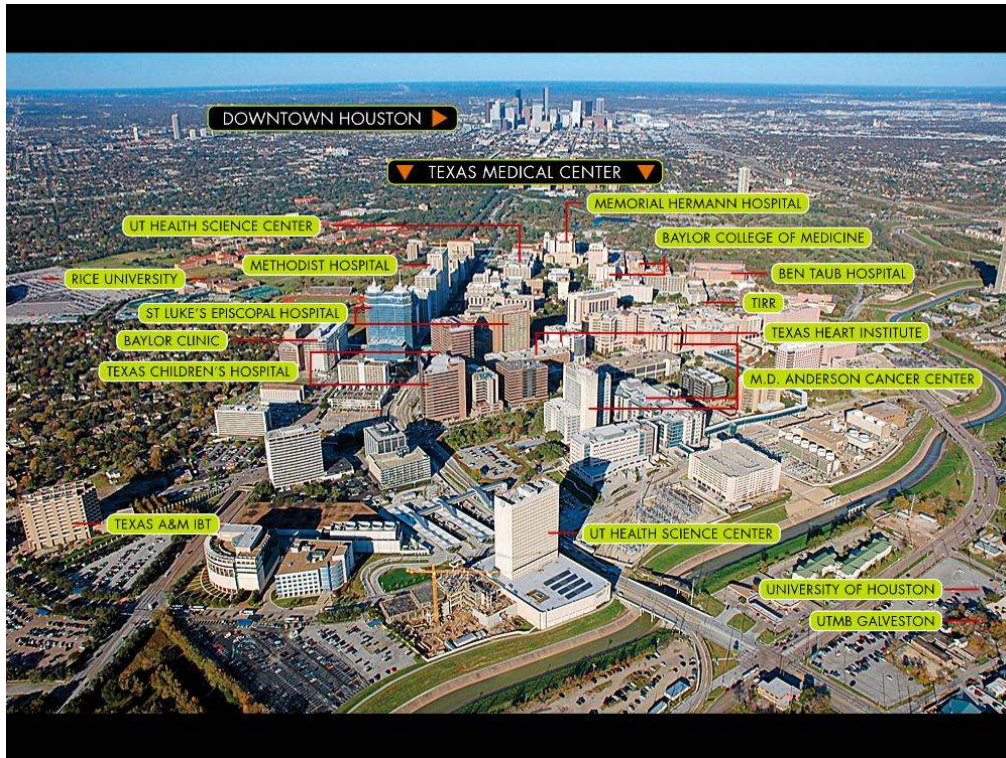 DOWNTOWN HOUSTON
TEXAS MEDICAL CENTER
MEMORIAL HERMANN HOSPITAL
UT HEALTH SCIENCE CENTER
BAYLOR COLLEGE OF MEDICINE
METHODIST HOSPITAL
RICE UNIVERSITY
BEN TAUB HOSPITAL
TIRR
ST LUKE'S EPISCOPAL HOSPITAL
TEXAS HEART INSTITUTE
BAYLOR CLINIC
TEXAS CHILDREN'S HOSPITAL
M.D. ANDERSON CANCER CENTER
TEXAS A&M IBT
UT HEALTH SCIENCE CENTER
UNIVERSITY OF HOUSTON
UTMB GALVESTON